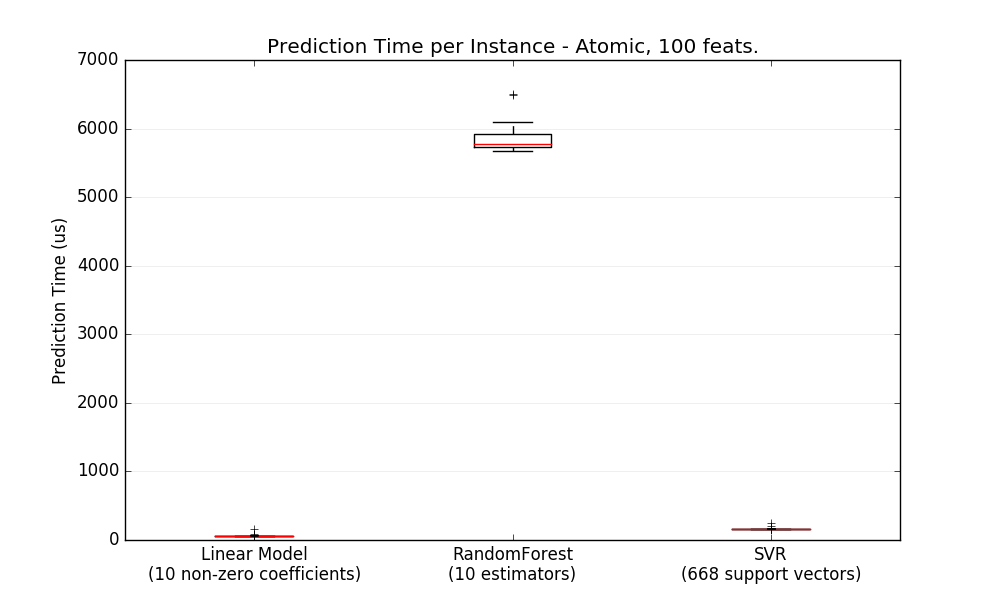 Prediction Time per Instance - Atomic, 100 feats.
7000
6000
5000
4000
3000
2000
1000
0
Prediction Time (us)
Linear Model
(10 non-zero coefficients)
RandomForest
(10 estimators)
SVR
(668 support vectors)